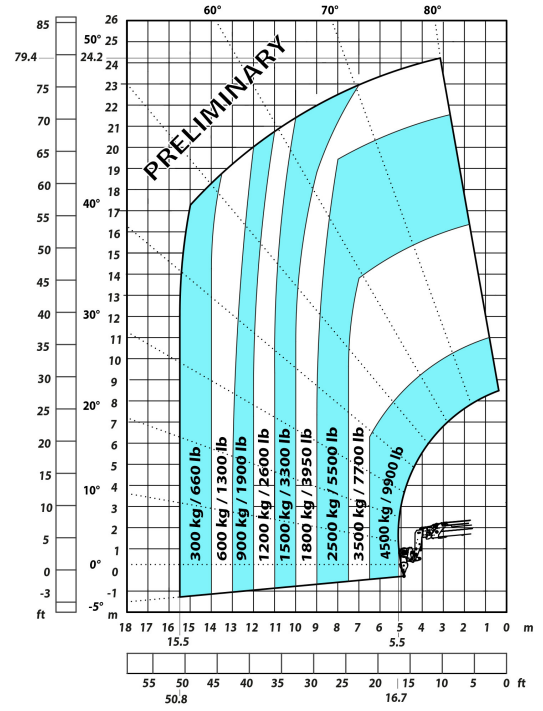 60° 70° 80°
85 26
50° 25
79.4 24.2 24
23
75 22
70 21
20
65 19
60 18
40° 17
55 16
50 15
14
45 13
40 30° 12
35 11
10
30 9
25 20° 8
7
20 6
15 5
10° 4
10 3
5 2
1
0 0° 0
-3 -1
ft -5° m
PRELIMINARY
300 kg / 660 lb
600 kg / 1300 lb
900 kg / 1900 lb
1200 kg / 2600 lb
1500 kg / 3300 lb
1800 kg / 3950 lb
2500 kg / 5500 lb
3500 kg / 7700 lb
4500 kg / 9900 lb
18 17 16 15 14 13 12 11 10 9 8 7 6 5 4 3 2 1 0 m
15.5 5.5
55 50 45 40 35 30 25 20 15 10 5 0 ft
50.8 16.7